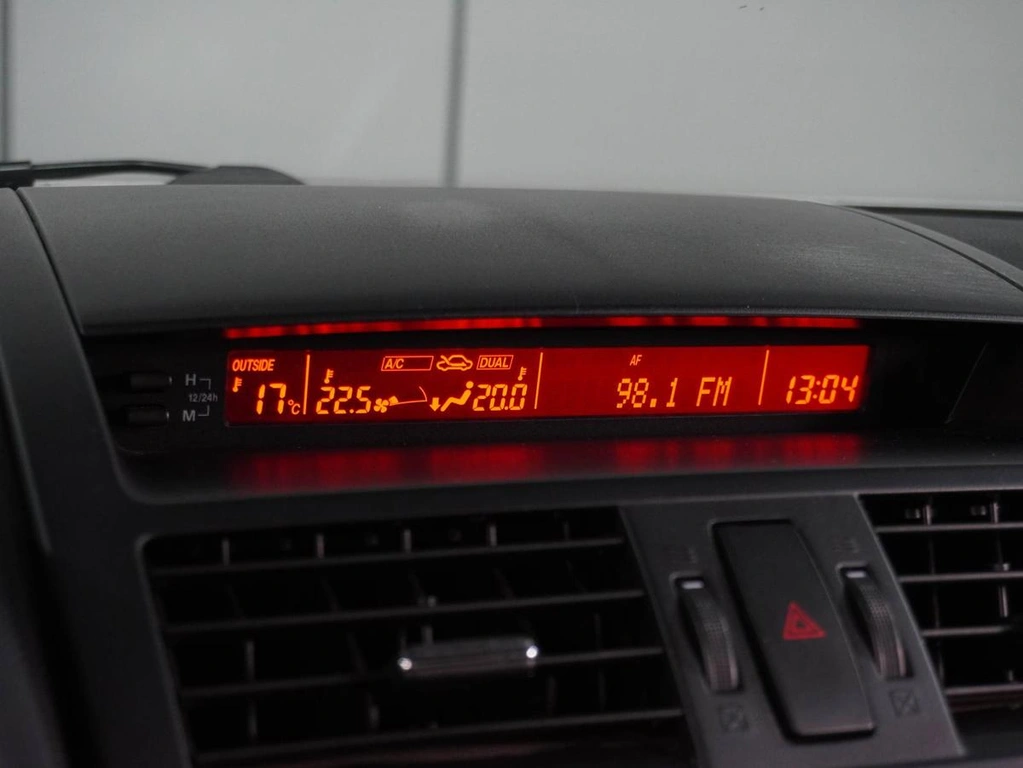 OUTSIDE A/C DUAL AF
17°C 22.5 20.0 98.1 FM 13:04
H
12/24h
M